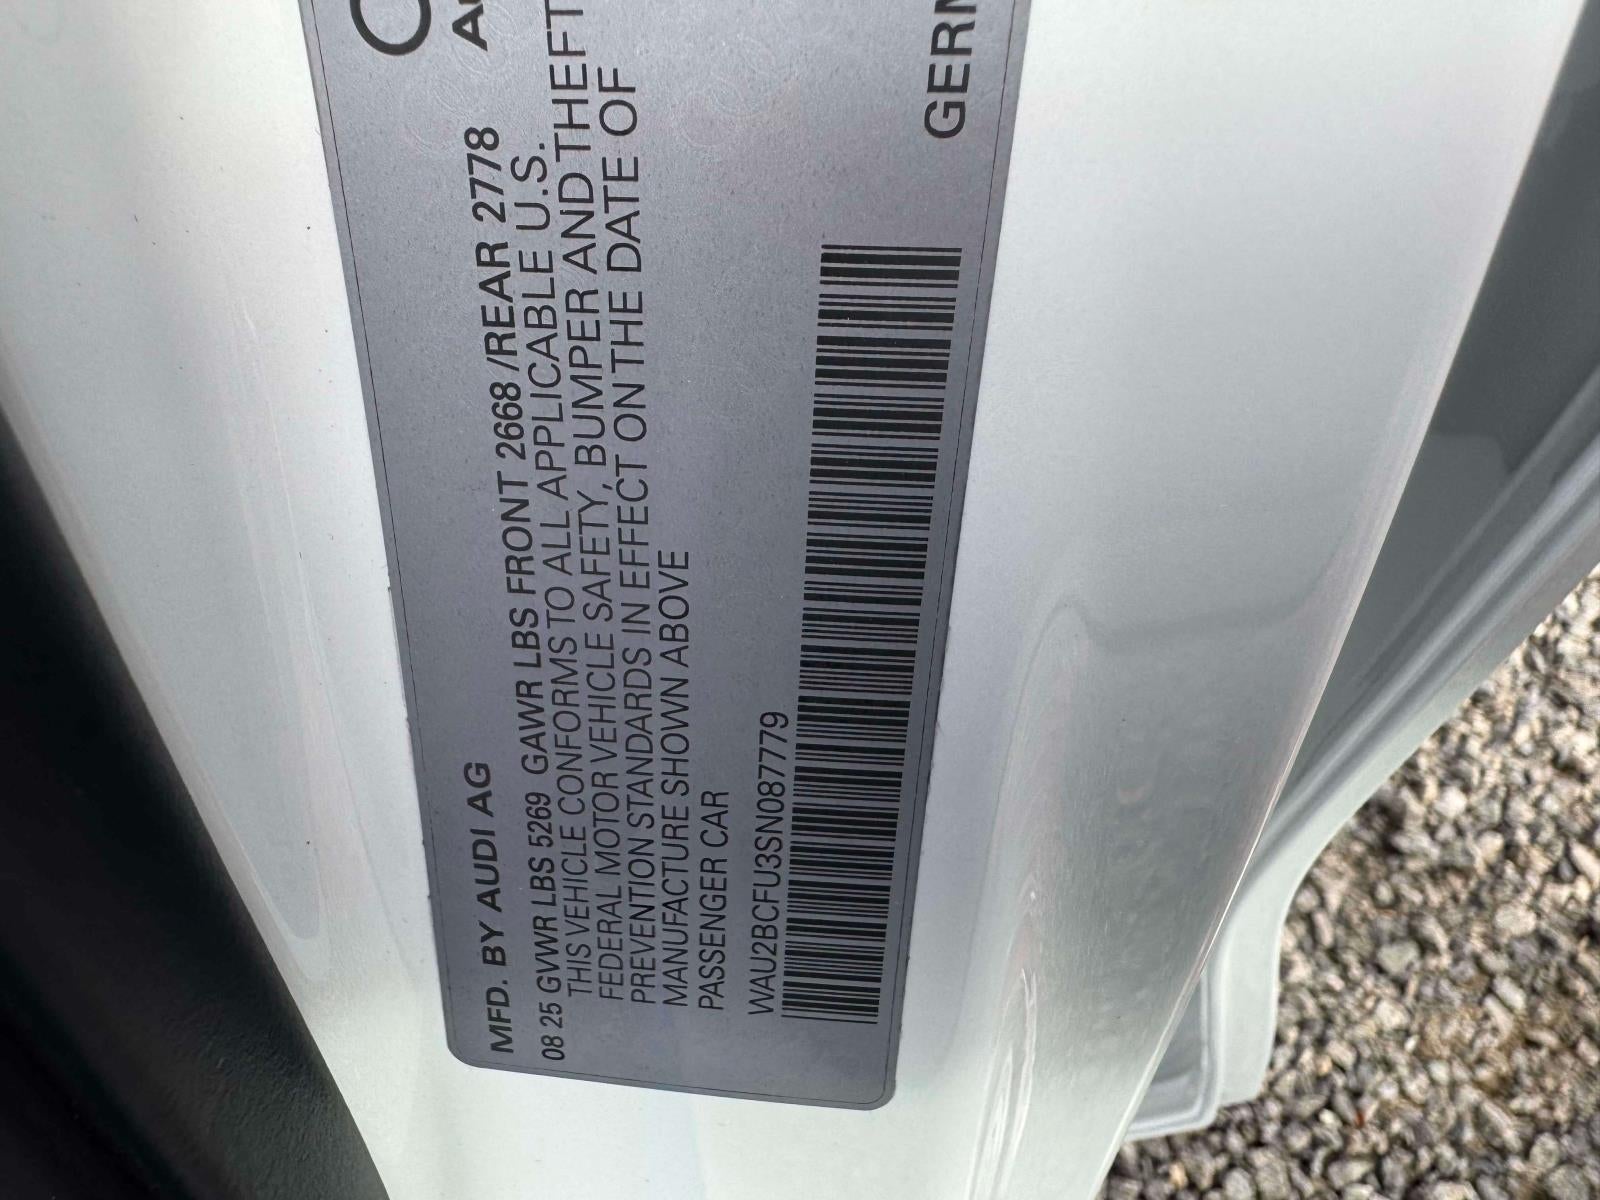 MFD. BY AUDI AG
08 25 GVWR LBS 5269 GAWR LBS FRONT 2668 /REAR 2778
THIS VEHICLE CONFORMS TO ALL APPLICABLE U.S.
FEDERAL MOTOR VEHICLE SAFETY, BUMPER AND THEFT
PREVENTION STANDARDS IN EFFECT ON THE DATE OF
MANUFACTURE SHOWN ABOVE
PASSENGER CAR
WAU2BCFU3SN087779